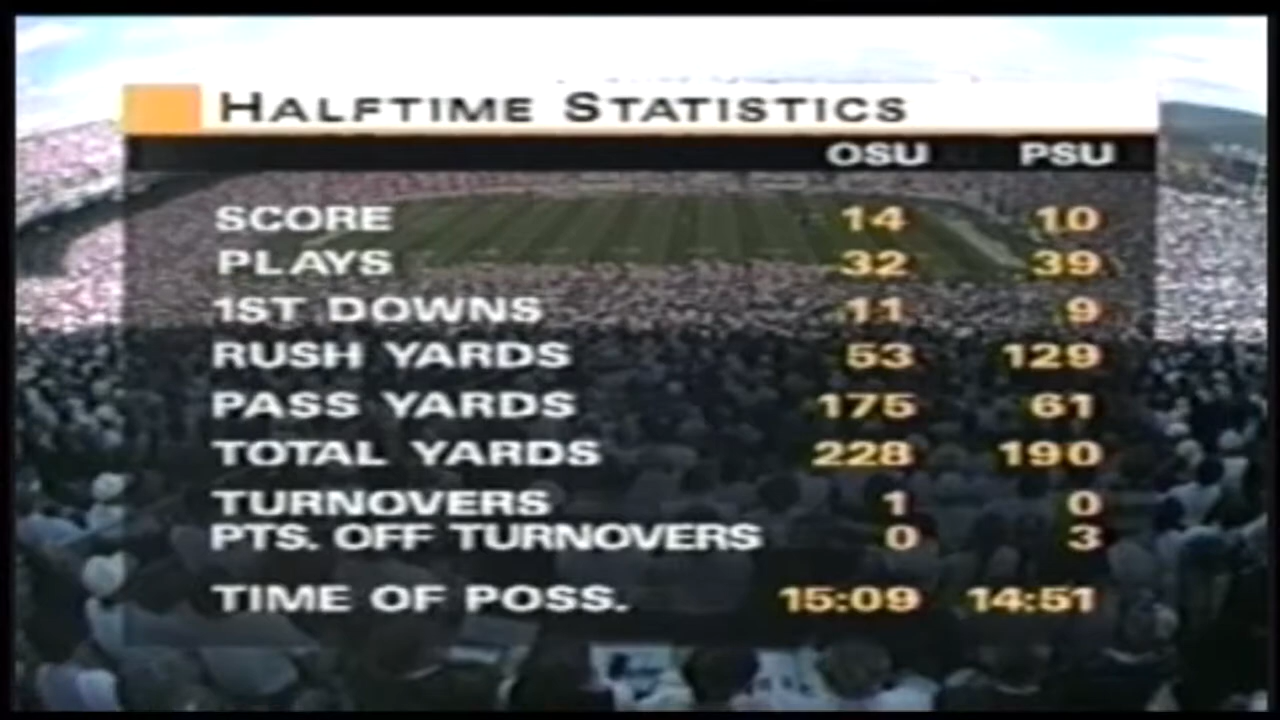 HALFTIME STATISTICS
OSU PSU
SCORE 14 10
PLAYS 32 39
1ST DOWNS 11 9
RUSH YARDS 53 129
PASS YARDS 175 61
TOTAL YARDS 228 190
TURNOVERS 1 0
PTS. OFF TURNOVERS 0 3
TIME OF POSS. 15:09 14:51